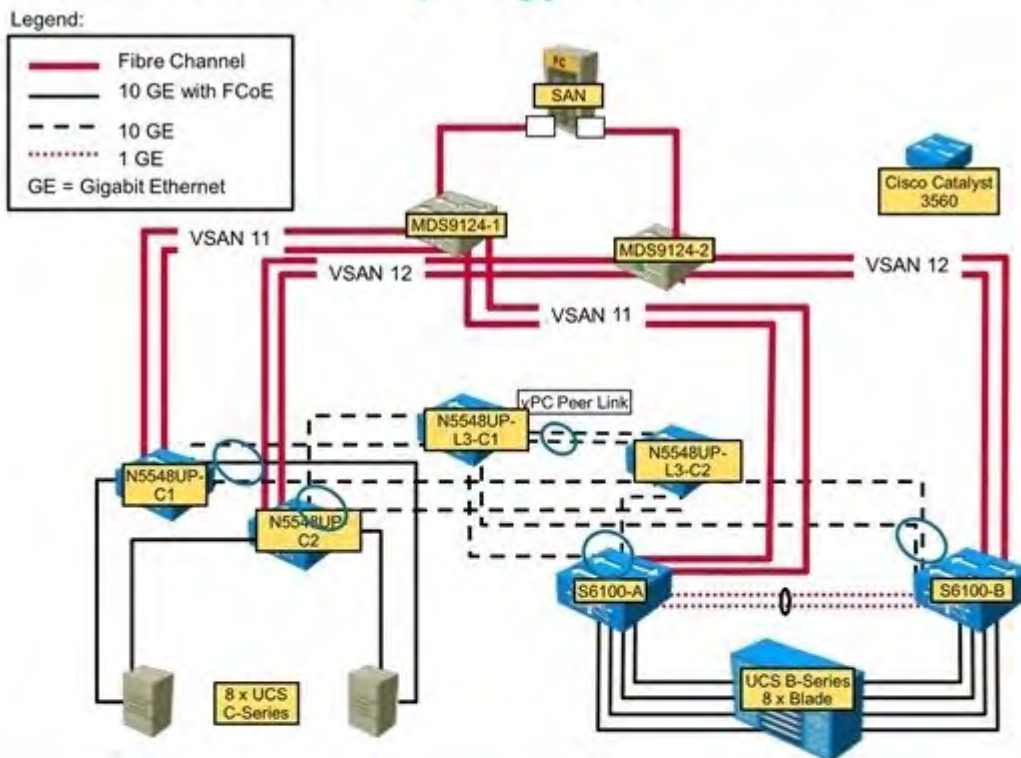 Legend:
Fibre Channel
10 GE with FCoE
10 GE
1 GE
GE = Gigabit Ethernet
FC
SAN
Cisco Catalyst
3560
MDS9124-1
MDS9124-2
VSAN 11
VSAN 12
VSAN 12
VSAN 11
vPC Peer Link
N5548UP-
L3-C1
N5548UP-
L3-C2
N5548UP-
C1
N5548UP
C2
S6100-A
S6100-B
8 x UCS
C-Series
UCS B-Series
8 x Blade